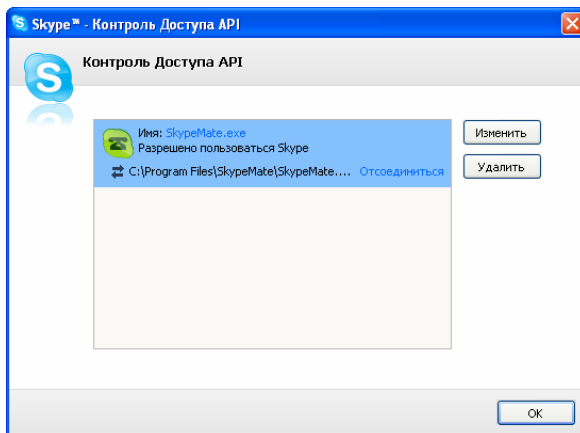 Skype™ - Контроль Доступа API
Контроль Доступа API
Имя: SkypeMate.exe
Разрешено пользоваться Skype
C:\Program Files\SkypeMate\SkypeMate.... Отсоединиться
Изменить
Удалить
OK